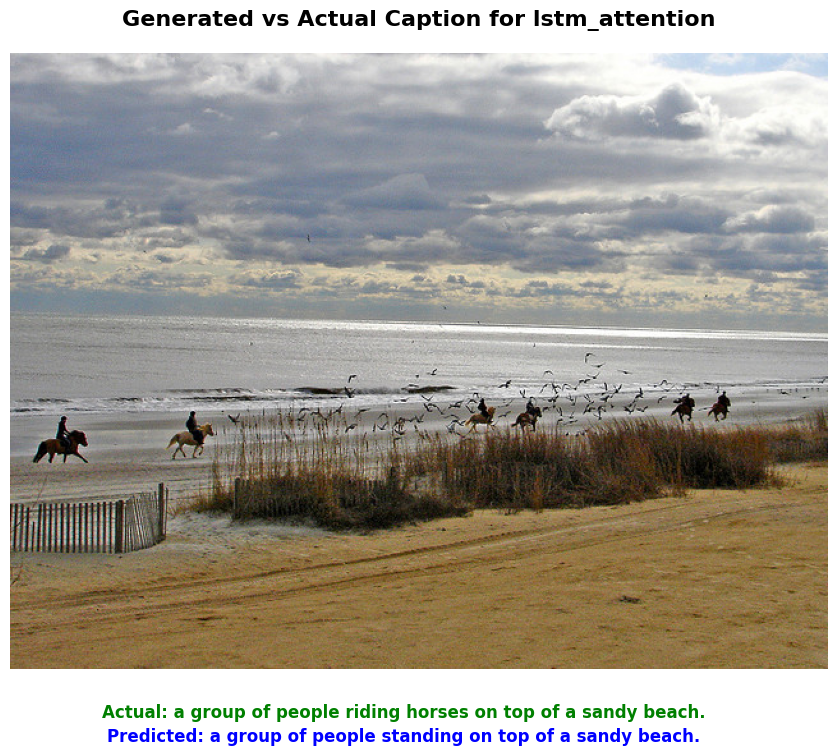 Generated vs Actual Caption for lstm_attention
Actual: a group of people riding horses on top of a sandy beach.
Predicted: a group of people standing on top of a sandy beach.